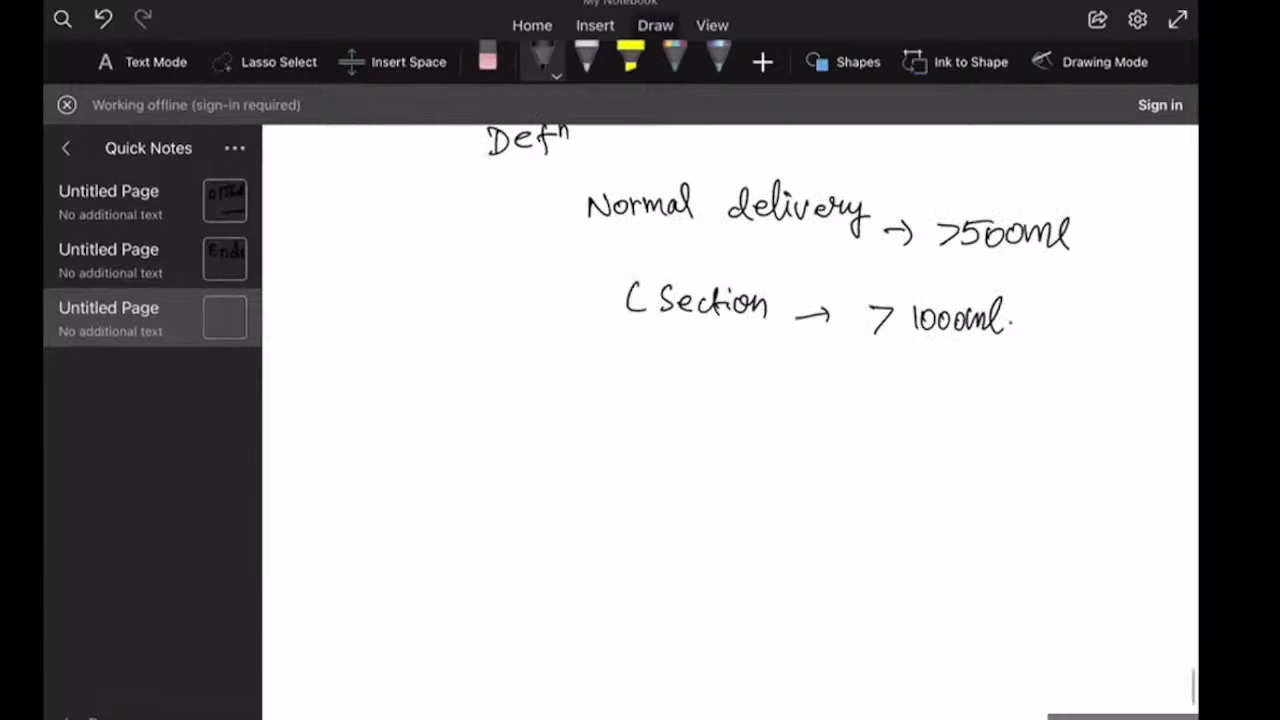 My Notebook
Home Insert Draw View
Text Mode Lasso Select Insert Space Shapes Ink to Shape Drawing Mode
Working offline (sign-in required) Sign in
Quick Notes
Untitled Page
No additional text
Untitled Page
No additional text
Untitled Page
No additional text
Defn
Normal delivery → >500ml
C Section → > 1000ml.